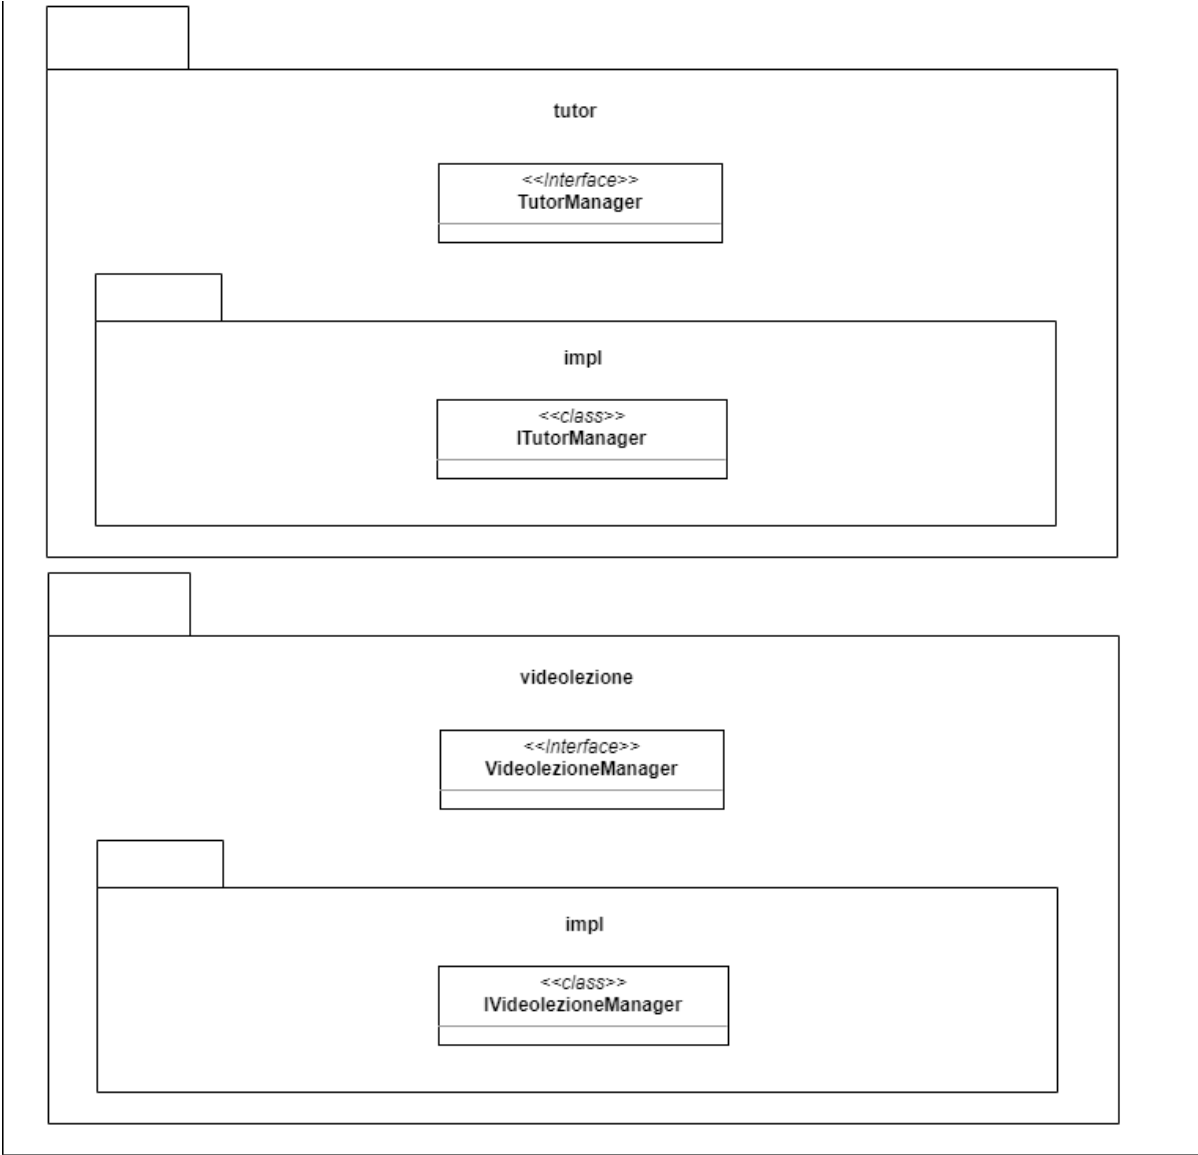 tutor
<<Interface>>
TutorManager
impl
<<class>>
ITutorManager
videolezione
<<Interface>>
VideolezioneManager
impl
<<class>>
IVideolezioneManager